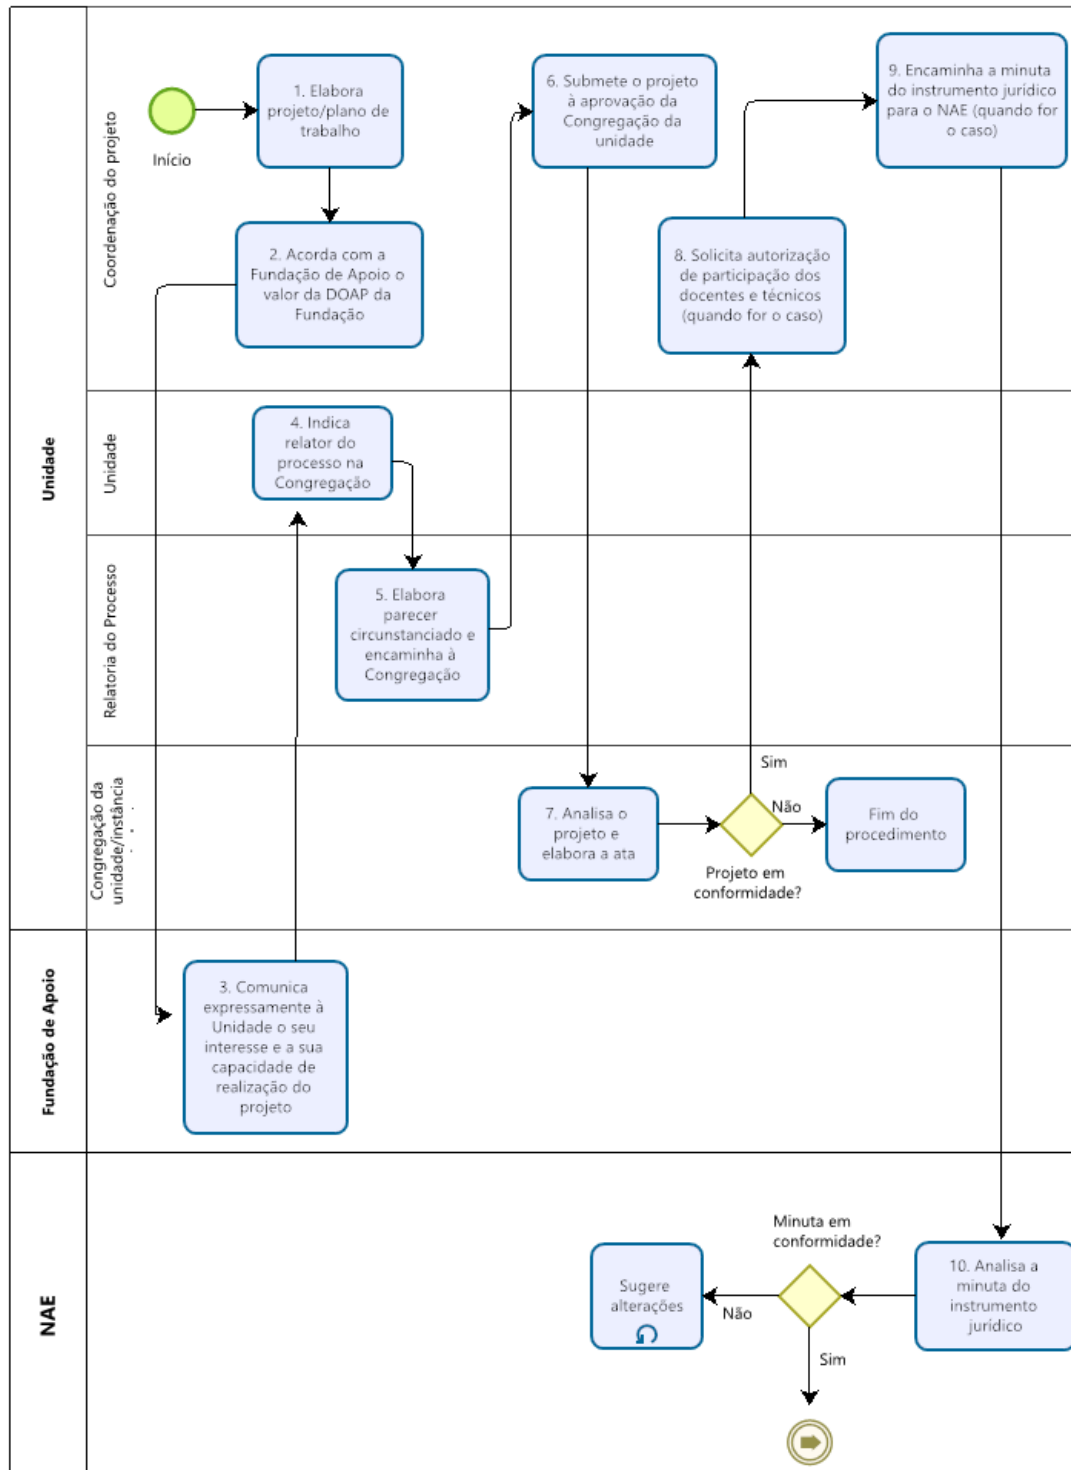 Unidade
Coordenação do projeto
Início
1. Elabora
projeto/plano de
trabalho
2. Acorda com a
Fundação de Apoio o
valor da DOAP da
Fundação
6. Submete o projeto
à aprovação da
Congregação da
unidade
8. Solicita autorização
de participação dos
docentes e técnicos
(quando for o caso)
9. Encaminha a minuta
do instrumento jurídico
para o NAE (quando for
o caso)
Unidade
4. Indica
relator do
processo na
Congregação
Relatoria do Processo
5. Elabora
parecer
circunstanciado e
encaminha à
Congregação
Congregação da
unidade/instância
7. Analisa o
projeto e
elabora a ata
Sim
Não
Projeto em
conformidade?
Fim do
procedimento
Fundação de Apoio
3. Comunica
expressamente à
Unidade o seu
interesse e a sua
capacidade de
realização do
projeto
NAE
10. Analisa a
minuta do
instrumento
jurídico
Minuta em
conformidade?
Não
Sim
Sugere
alterações